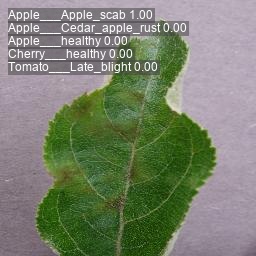 Apple___Apple_scab 1.00
Apple___Cedar_apple_rust 0.00
Apple___healthy 0.00
Cherry___healthy 0.00
Tomato___Late_blight 0.00